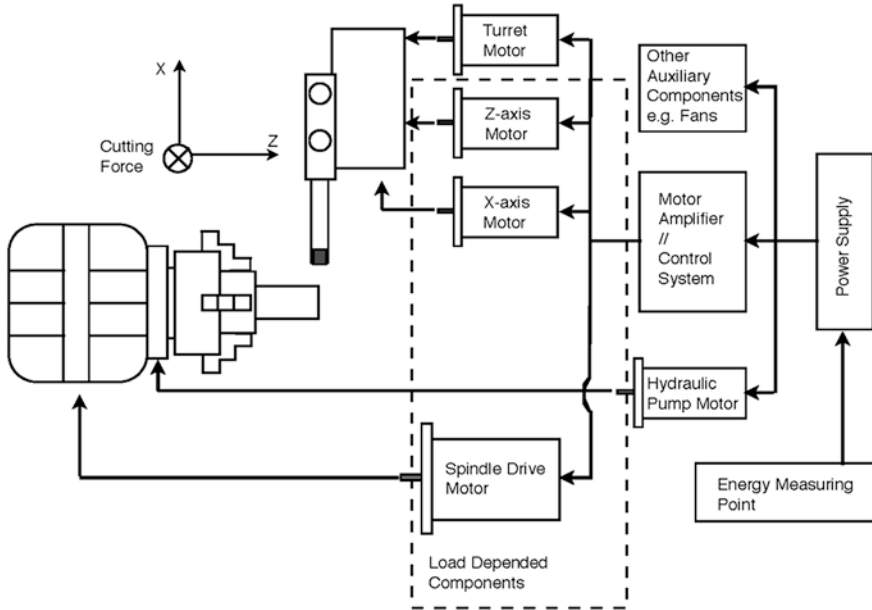 Turret
Motor
Other
Auxiliary
Components
e.g. Fans
X
Z-axis
Motor
Cutting
Force
Z
X-axis
Motor
Motor
Amplifier
//
Control
System
Power Supply
Hydraulic
Pump Motor
Spindle Drive
Motor
Energy Measuring
Point
Load Depended
Components